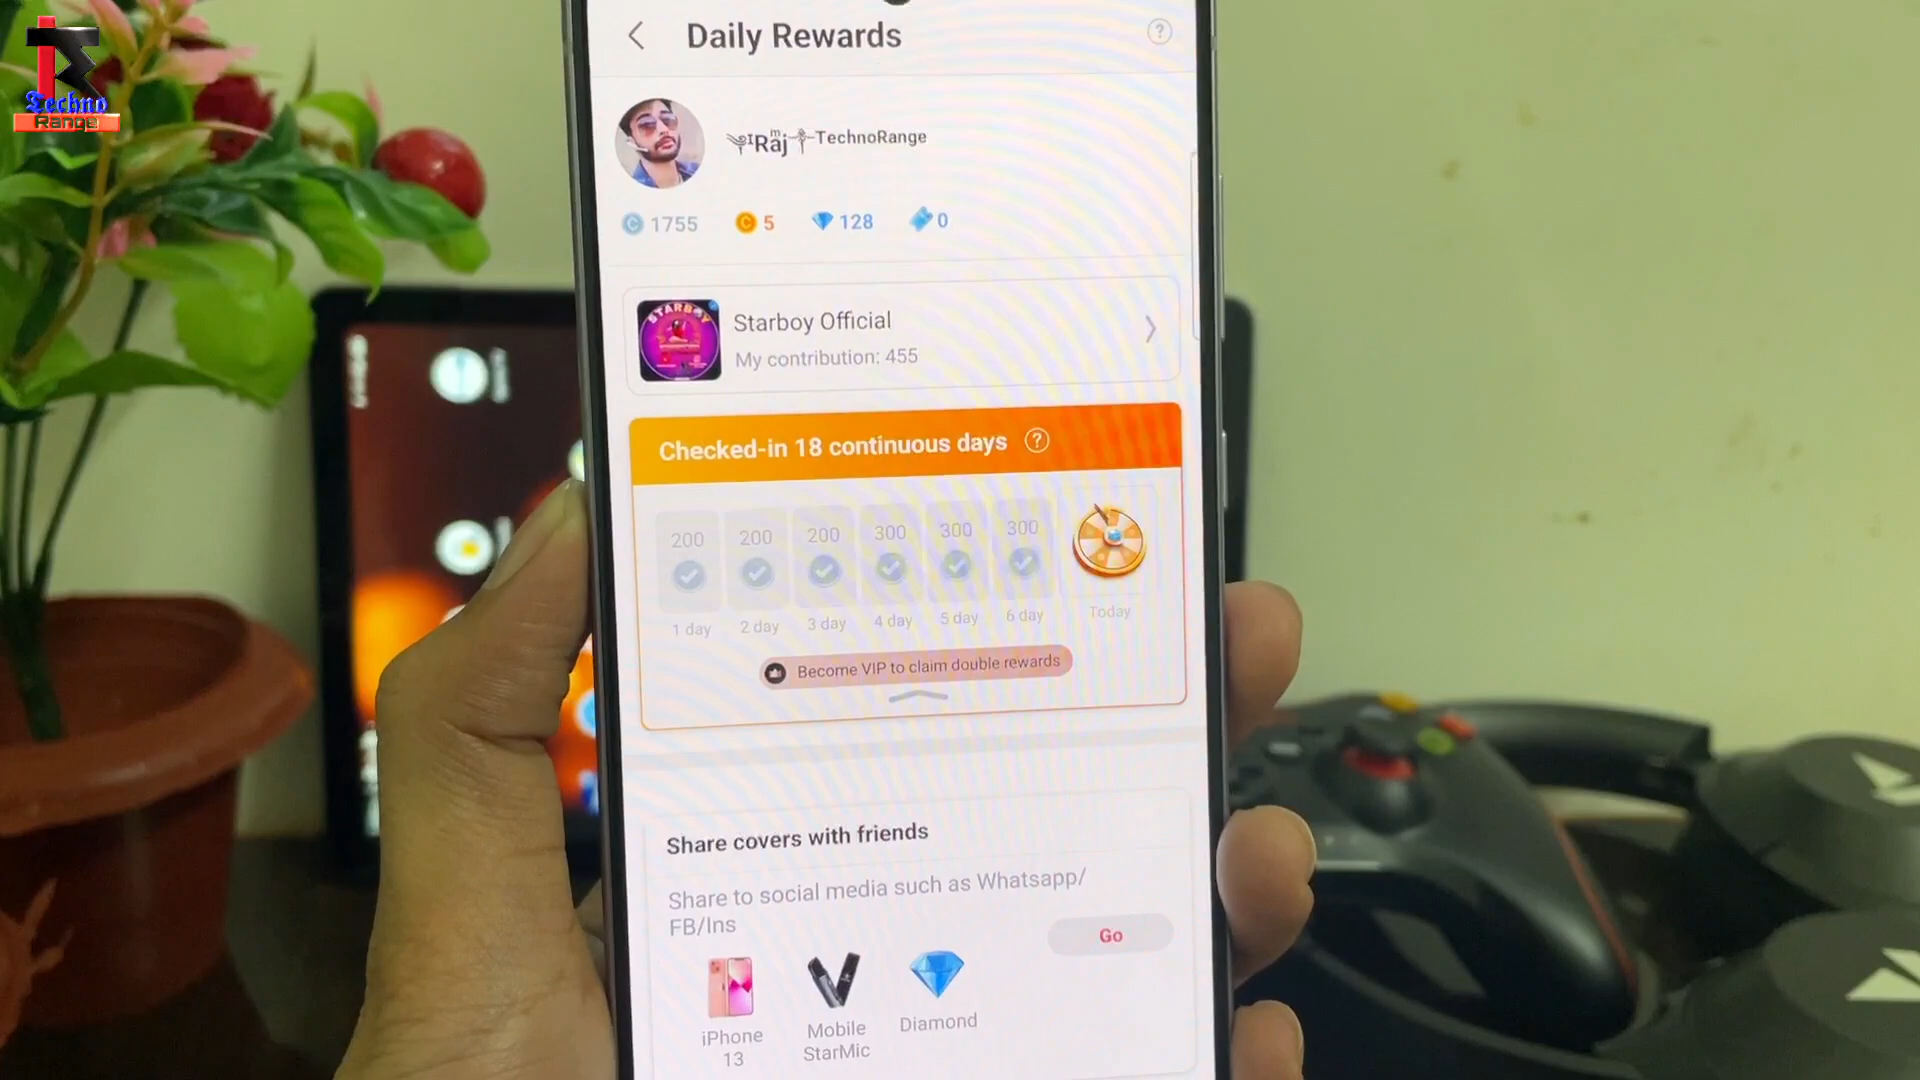 Techno
Range
Daily Rewards
?
Raj TechnoRange
1755
5
128
0
STARBOY
Starboy Official
My contribution: 455
Checked-in 18 continuous days ?
200
200
200
300
300
300
1 day
2 day
3 day
4 day
5 day
6 day
Today
Become VIP to claim double rewards
Share covers with friends
Share to social media such as Whatsapp/
FB/Ins
Go
iPhone
13
Mobile
StarMic
Diamond